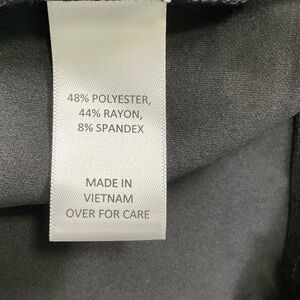 48% POLYESTER,
44% RAYON,
8% SPANDEX
MADE IN
VIETNAM
OVER FOR CARE